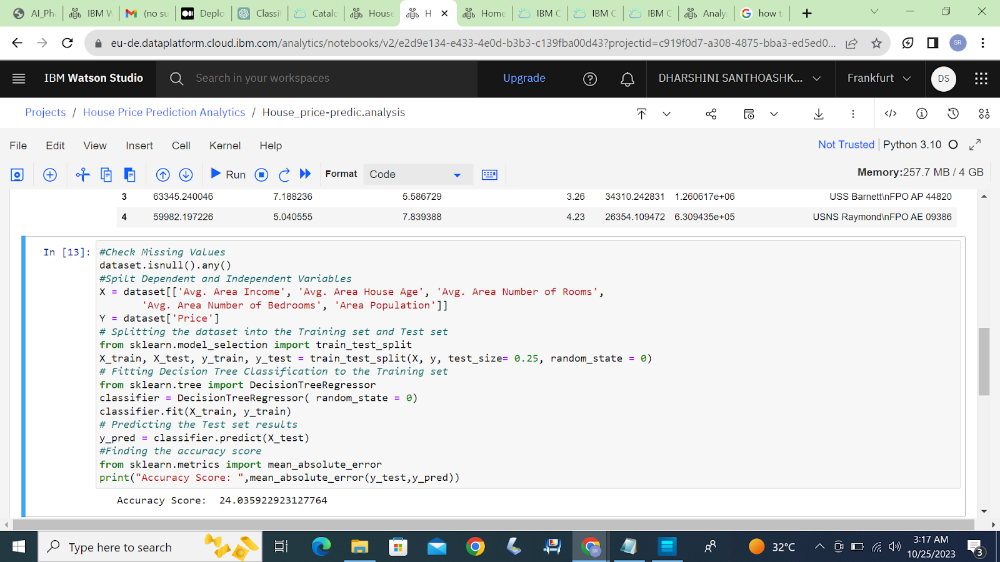 AI_Pha
IBM W
(no su
Deplo
Classif
Catalo
House
H
Home
IBM C
IBM C
IBM C
Analy
how t
eu-de.dataplatform.cloud.ibm.com/analytics/notebooks/v2/e2d9e134-e433-4e0d-b3b3-c139fba00d43?projectid=c919f0d7-a308-4875-bba3-ed5ed0...
SR
IBM Watson Studio
Search in your workspaces
Upgrade
DHARSHINI SANTHOASHK...
Frankfurt
DS
Projects / House Price Prediction Analytics / House_price-predic.analysis
File Edit View Insert Cell Kernel Help
Not Trusted Python 3.10
Run
Format
Code
Memory:257.7 MB / 4 GB
3 63345.240046 7.188236 5.586729 3.26 34310.242831 1.260617e+06 USS Barnett\nFPO AP 44820
4 59982.197226 5.040555 7.839388 4.23 26354.109472 6.309435e+05 USNS Raymond\nFPO AE 09386
In [13]: #Check Missing Values
dataset.isnull().any()
#Spilt Dependent and Independent Variables
X = dataset[['Avg. Area Income', 'Avg. Area House Age', 'Avg. Area Number of Rooms',
'Avg. Area Number of Bedrooms', 'Area Population']]
Y = dataset['Price']
# Splitting the dataset into the Training set and Test set
from sklearn.model_selection import train_test_split
X_train, X_test, y_train, y_test = train_test_split(X, y, test_size= 0.25, random_state = 0)
# Fitting Decision Tree Classification to the Training set
from sklearn.tree import DecisionTreeRegressor
classifier = DecisionTreeRegressor( random_state = 0)
classifier.fit(X_train, y_train)
# Predicting the Test set results
y_pred = classifier.predict(X_test)
#Finding the accuracy score
from sklearn.metrics import mean_absolute_error
print("Accuracy Score: ",mean_absolute_error(y_test,y_pred))
Accuracy Score:  24.035922923127764
Type here to search
32°C
3:17 AM
10/25/2023
3